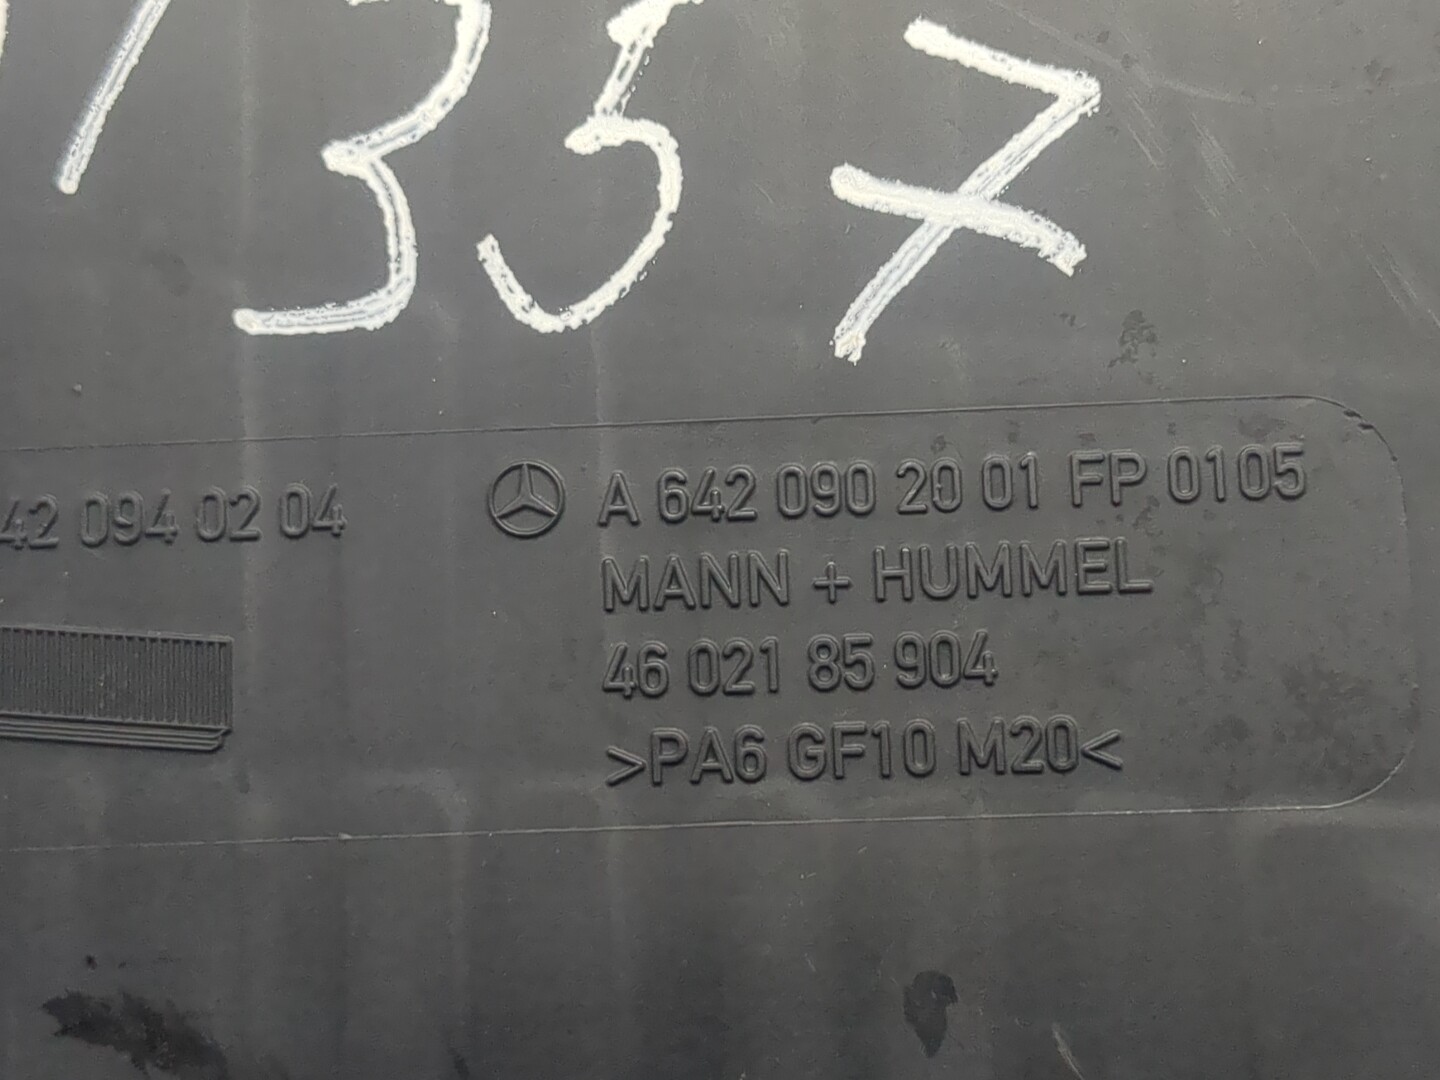 1357
42 094 02 04
A 642 090 20 01 FP 0105
MANN + HUMMEL
46 021 85 904
>PA6 GF10 M20<